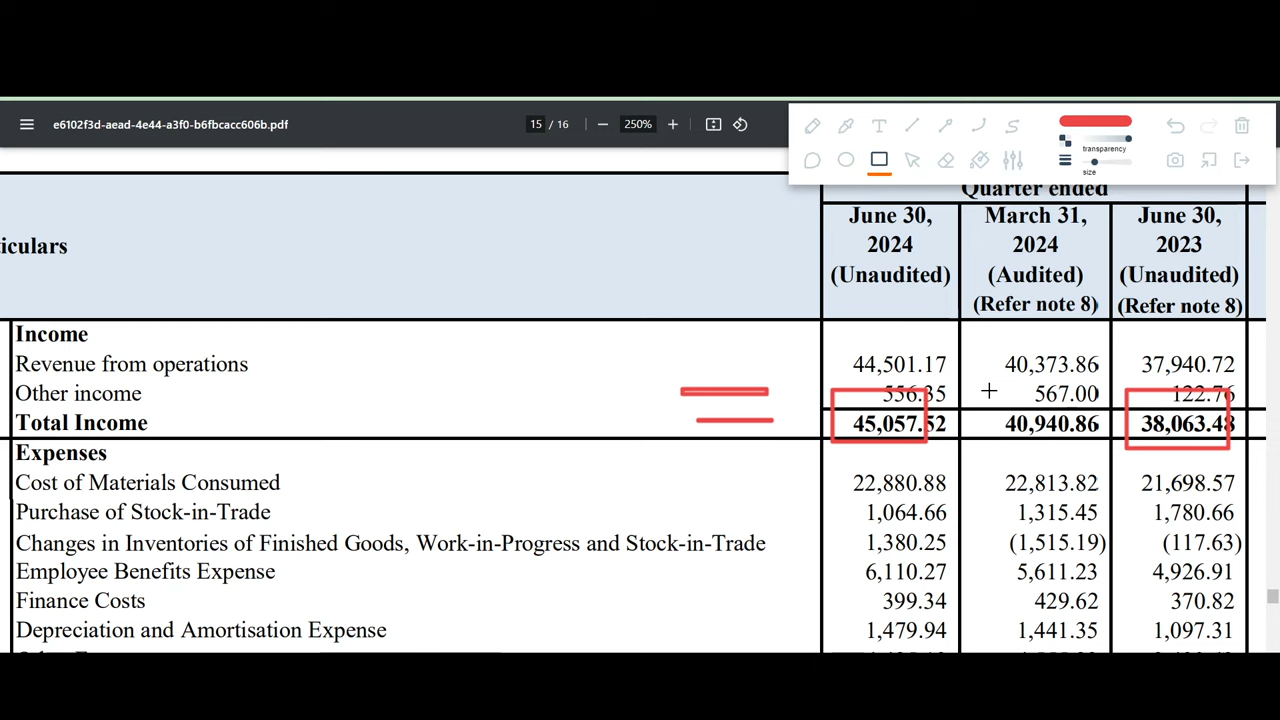 e6102f3d-aead-4e44-a3f0-b6fbcacc606b.pdf 15 / 16 250%
transparency
size
Quarter ended
ticulars
June 30, 2024 (Unaudited)
March 31, 2024 (Audited) (Refer note 8)
June 30, 2023 (Unaudited) (Refer note 8)
Income
Revenue from operations 44,501.17 40,373.86 37,940.72
Other income 556.35 567.00 122.76
Total Income 45,057.52 40,940.86 38,063.48
Expenses
Cost of Materials Consumed 22,880.88 22,813.82 21,698.57
Purchase of Stock-in-Trade 1,064.66 1,315.45 1,780.66
Changes in Inventories of Finished Goods, Work-in-Progress and Stock-in-Trade 1,380.25 (1,515.19) (117.63)
Employee Benefits Expense 6,110.27 5,611.23 4,926.91
Finance Costs 399.34 429.62 370.82
Depreciation and Amortisation Expense 1,479.94 1,441.35 1,097.31